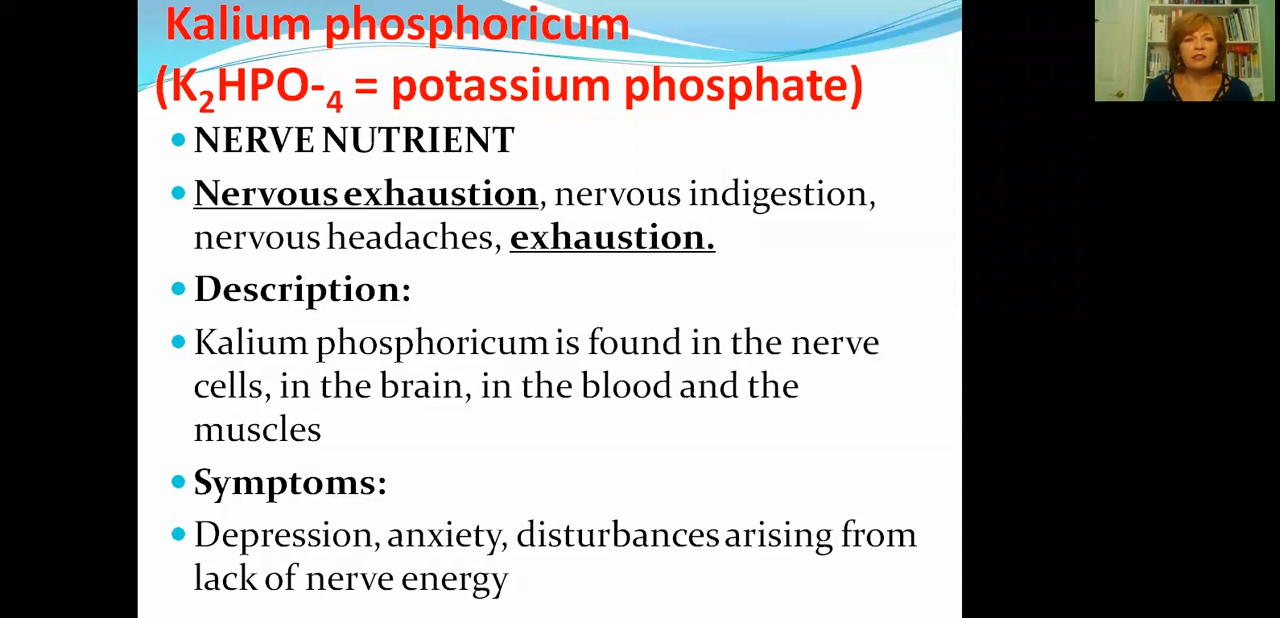 Kalium phosphoricum
(K₂HPO-₄ = potassium phosphate)
NERVE NUTRIENT
Nervous exhaustion, nervous indigestion,
nervous headaches, exhaustion.
Description:
Kalium phosphoricum is found in the nerve
cells, in the brain, in the blood and the
muscles
Symptoms:
Depression, anxiety, disturbances arising from
lack of nerve energy